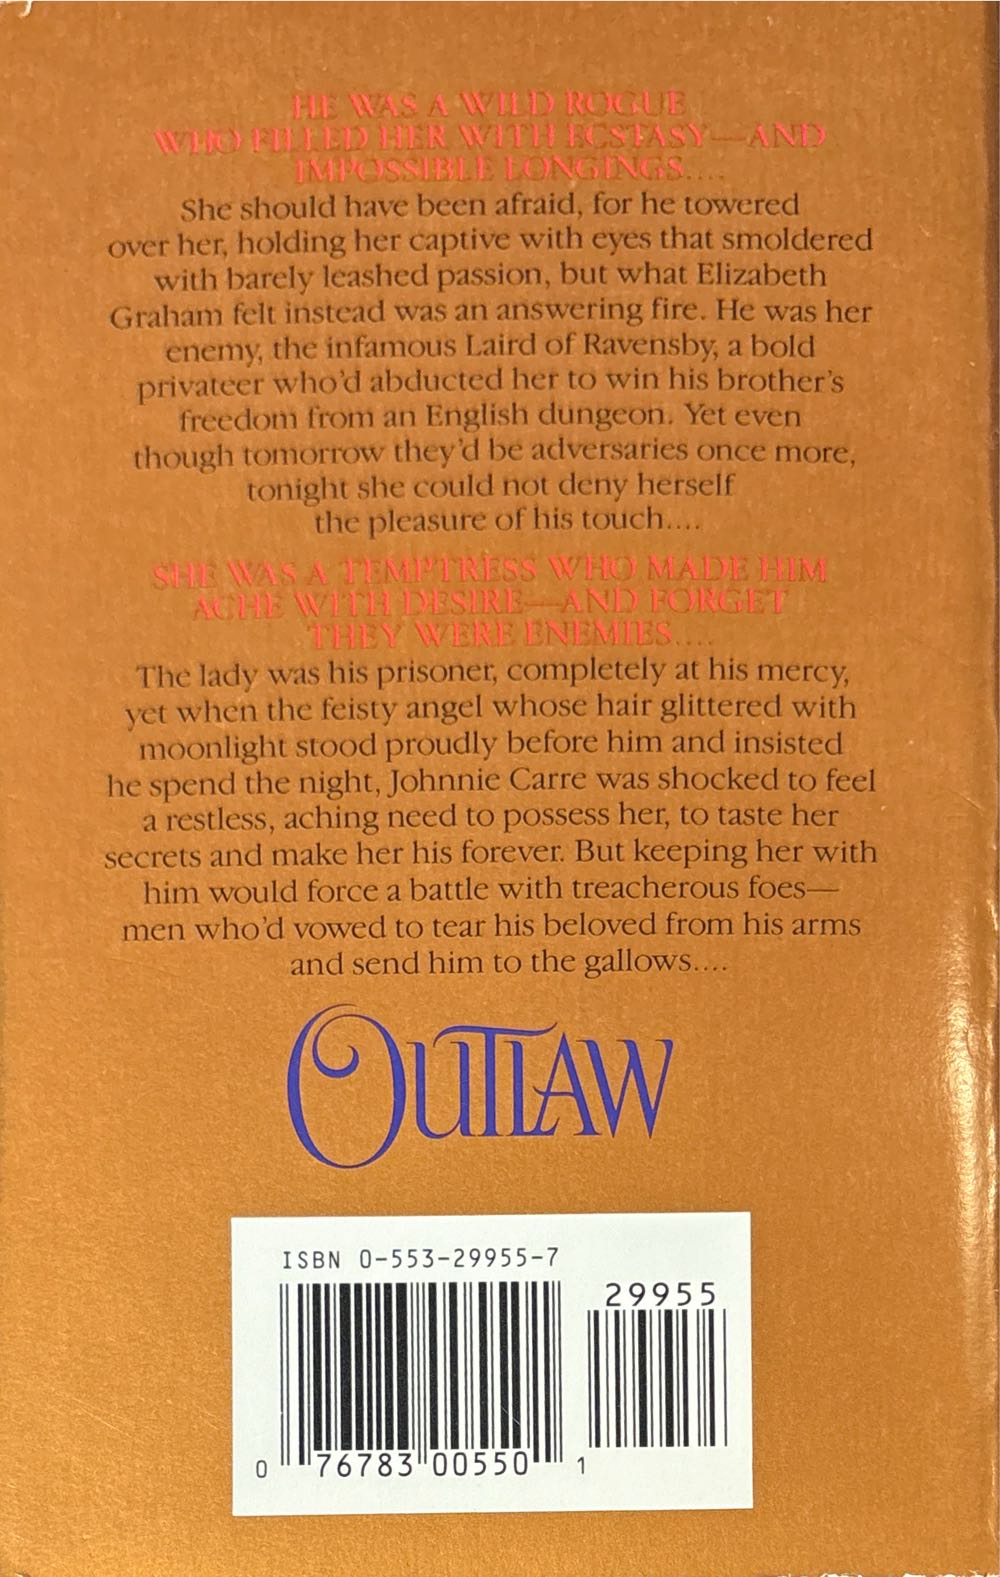 HE WAS A WILD ROGUE
WHO FILLED HER WITH ECSTASY—AND
IMPOSSIBLE LONGINGS....
She should have been afraid, for he towered
over her, holding her captive with eyes that smoldered
with barely leashed passion, but what Elizabeth
Graham felt instead was an answering fire. He was her
enemy, the infamous Laird of Ravensby, a bold
privateer who'd abducted her to win his brother's
freedom from an English dungeon. Yet even
though tomorrow they'd be adversaries once more,
tonight she could not deny herself
the pleasure of his touch....
SHE WAS A TEMPTRESS WHO MADE HIM
ACHE WITH DESIRE—AND FORGET
THEY WERE ENEMIES....
The lady was his prisoner, completely at his mercy,
yet when the feisty angel whose hair glittered with
moonlight stood proudly before him and insisted
he spend the night, Johnnie Carre was shocked to feel
a restless, aching need to possess her, to taste her
secrets and make her his forever. But keeping her with
him would force a battle with treacherous foes—
men who'd vowed to tear his beloved from his arms
and send him to the gallows....
OUTLAW
ISBN 0-553-29955-7
29955
0 76783 00550 1